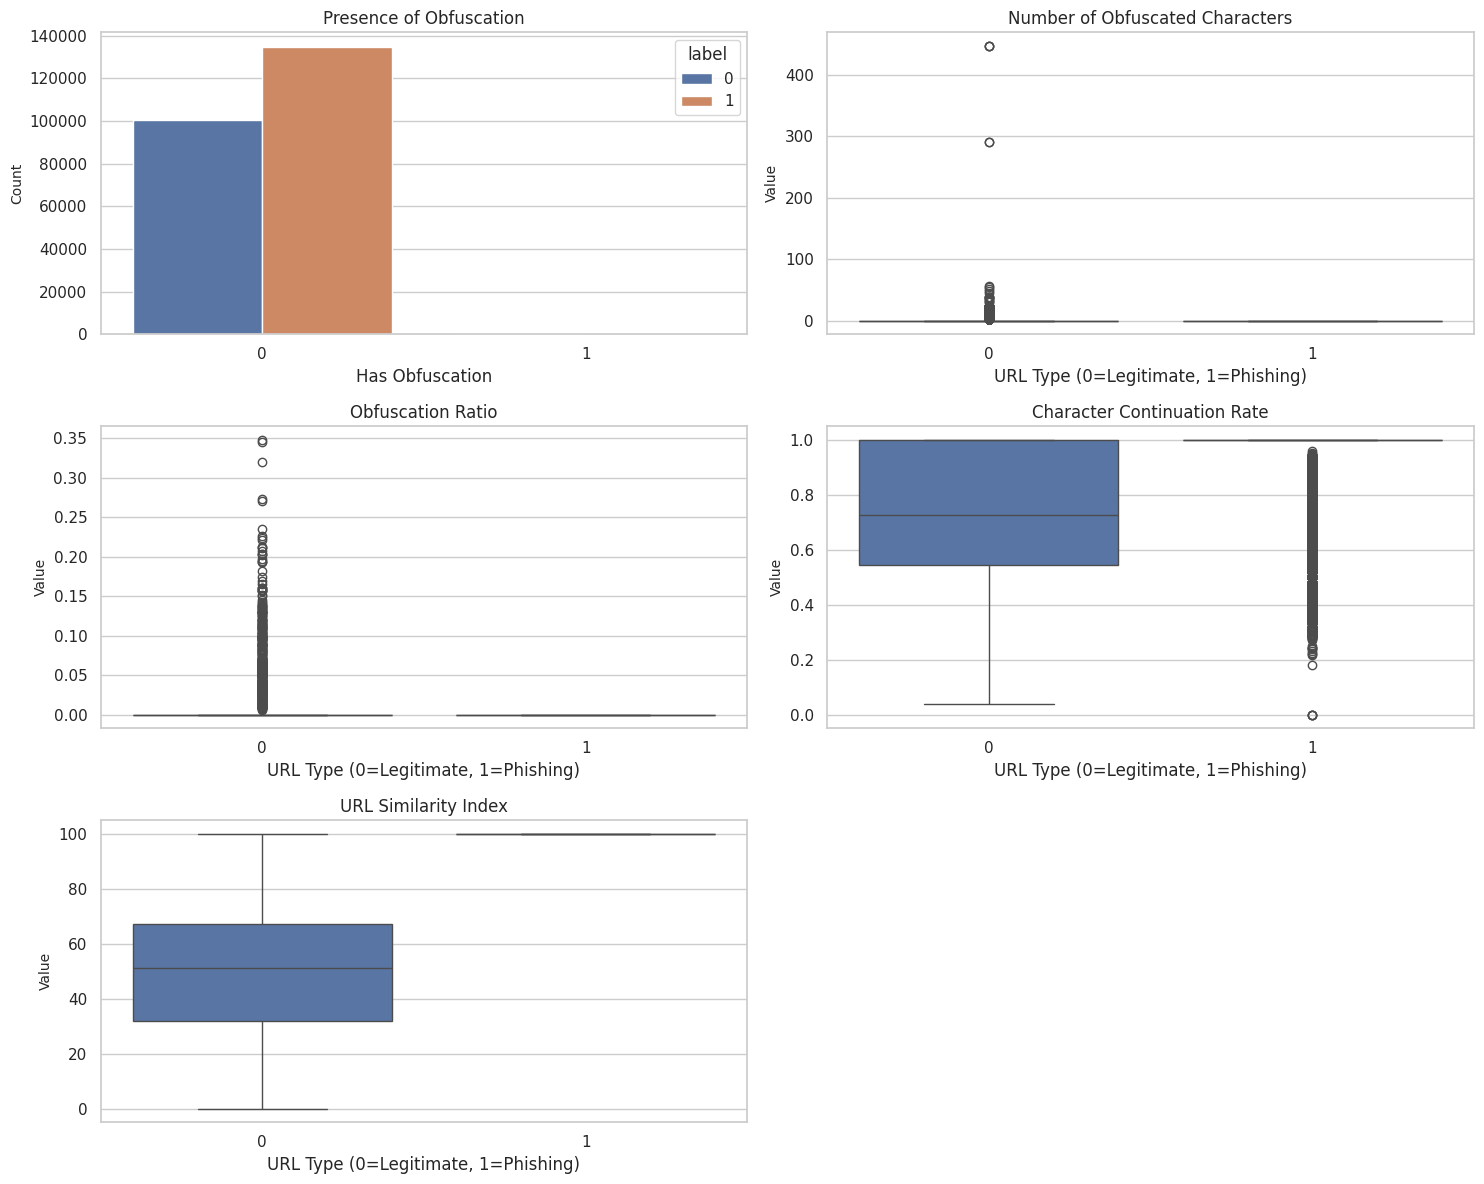 Presence of Obfuscation
140000
120000
100000
80000
60000
40000
20000
0
Count
label
0
1
0 1
Has Obfuscation
Number of Obfuscated Characters
400
300
200
100
0
Value
0 1
URL Type (0=Legitimate, 1=Phishing)
Obfuscation Ratio
0.35
0.30
0.25
0.20
0.15
0.10
0.05
0.00
Value
0 1
URL Type (0=Legitimate, 1=Phishing)
Character Continuation Rate
1.0
0.8
0.6
0.4
0.2
0.0
Value
0 1
URL Type (0=Legitimate, 1=Phishing)
URL Similarity Index
100
80
60
40
20
0
Value
0 1
URL Type (0=Legitimate, 1=Phishing)